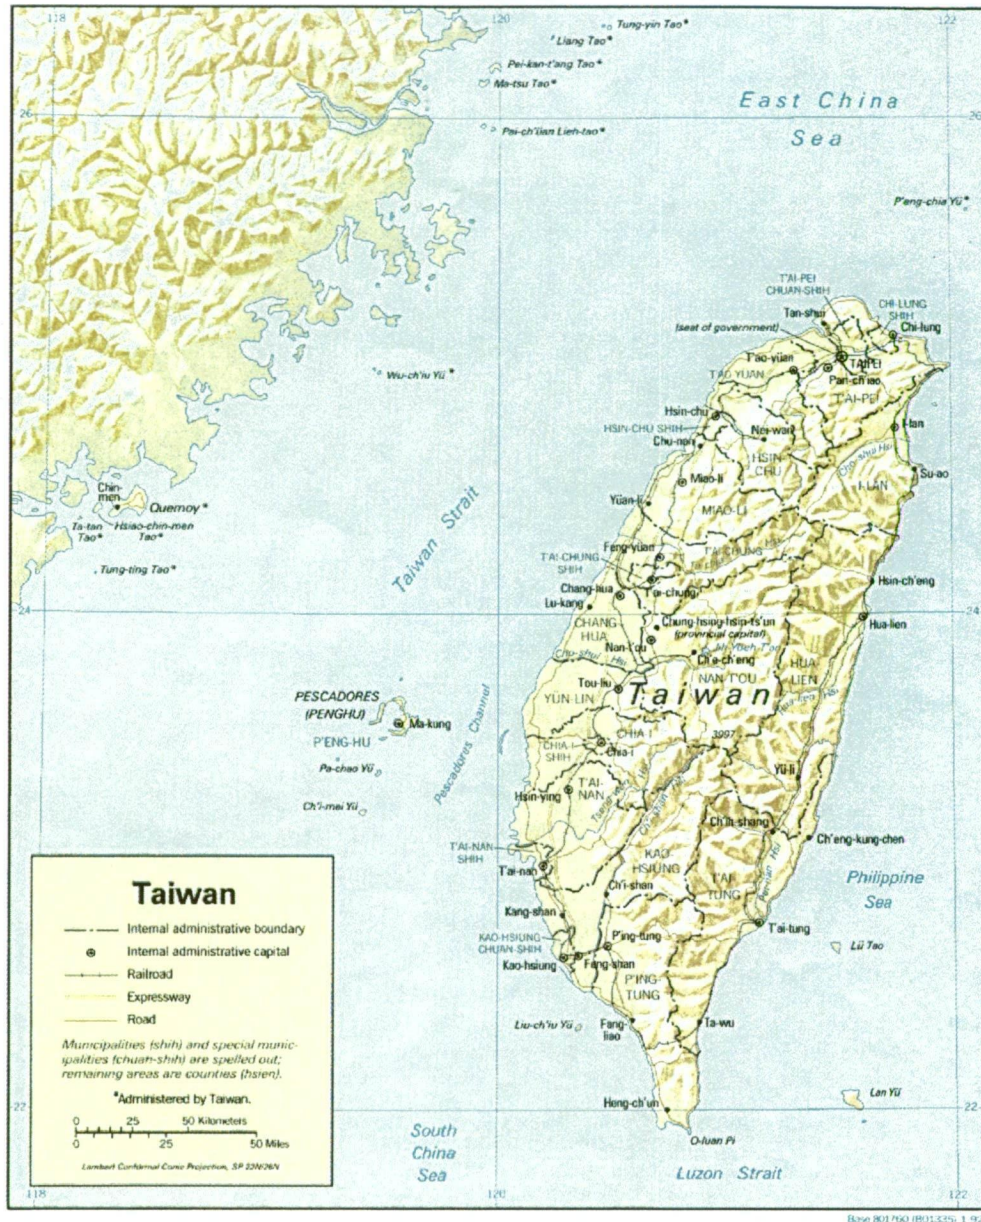 118
120
122
Tung-yin Tao*
Liang Tao*
Pei-kan-t'ang Tao*
Ma-tsu Tao*
East China
Sea
26
26
Pai-ch'üan Lieh-tao*
P'eng-chia Yü*
T'AI-PEI
CHUAN-SHIH
CHI-LUNG
SHIH
Tan-shui
(seat of government)
Chi-lung
T'ao-yüan
TAIPEI
Wu-ch'iu Yü*
T'AO-YUAN
Pan-ch'iao
T'AI-PEI
Hsin-chu
HSIN-CHU SHIH
Nei-wan
I-lan
Chu-nan
HSIN-
CHU
Su-ao
I-LAN
Chin-
men
Quemoy*
Miao-li
Yüan-li
MIAO-LI
Ta-tan
Tao*
Hsiao-chin-men
Tao*
Taiwan Strait
Feng-yüan
T'AI-CHUNG
SHIH
T'AI-CHUNG
Tung-ting Tao*
Chang-hua
T'ai-chung
Hsin-ch'eng
24
24
Lu-kang
Chung-hsing-hsin-ts'un
(provincial capital)
Hua-lien
CHANG
HUA
Nan-t'ou
Cho-shui Hsi
Ch'e-ch'eng
HUA-
LIEN
NAN-T'OU
Tou-liu
Taiwan
PESCADORES
(PENGHU)
YÜN-LIN
Ma-kung
P'ENG-HU
Pescadores Channel
3997
CHIA-I
CHIA-I
SHIH
Chia-i
Pa-chao Yü
Yü-li
Hsin-ying
T'AI-
NAN
Ch'i-mei Yü
Ch'ih-shang
Ch'eng-kung-chen
T'AI-NAN
SHIH
KAO-
HSIUNG
T'AI-
TUNG
T'ai-nan
Philippine
Sea
Ch'i-shan
Kang-shan
T'ai-tung
P'ing-tung
KAO-HSIUNG
CHUAN-SHIH
Lü Tao
Kao-hsiung
Feng-shan
P'ING-
TUNG
Liu-ch'iu Yü
Fang-
liao
Ta-wu
Lan Yü
Heng-ch'un
22
22
O-luan Pi
South
China
Sea
Luzon Strait
Taiwan
Internal administrative boundary
Internal administrative capital
Railroad
Expressway
Road
Municipalities (shih) and special munic-
ipalities (chuan-shih) are spelled out;
remaining areas are counties (hsien).
*Administered by Taiwan.
0 25 50 Kilometers
0 25 50 Miles
Lambert Conformal Conic Projection, SP 22N/26N
118
120
122